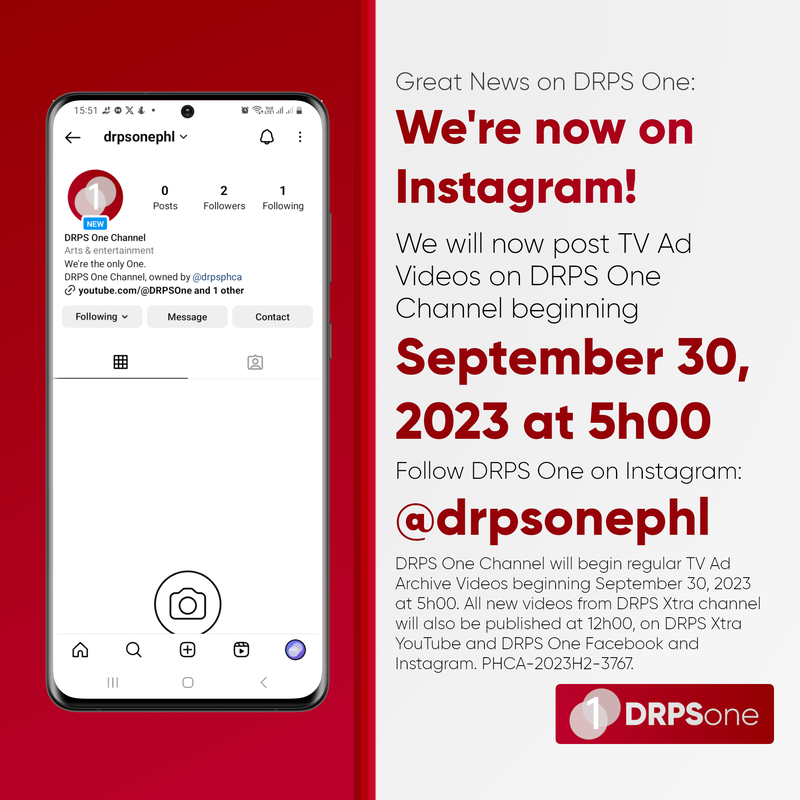 15:51
drpsonephl
1
NEW
0
2
1
Posts
Followers
Following
DRPS One Channel
Arts & entertainment
We're the only One.
DRPS One Channel, owned by @drpsphca
youtube.com/@DRPSOne and 1 other
Following
Message
Contact
Great News on DRPS One:
We're now on
Instagram!
We will now post TV Ad
Videos on DRPS One
Channel beginning
September 30,
2023 at 5h00
Follow DRPS One on Instagram:
@drpsonephl
DRPS One Channel will begin regular TV Ad
Archive Videos beginning September 30, 2023
at 5h00. All new videos from DRPS Xtra channel
will also be published at 12h00, on DRPS Xtra
YouTube and DRPS One Facebook and
Instagram. PHCA-2023H2-3767.
1 DRPSone